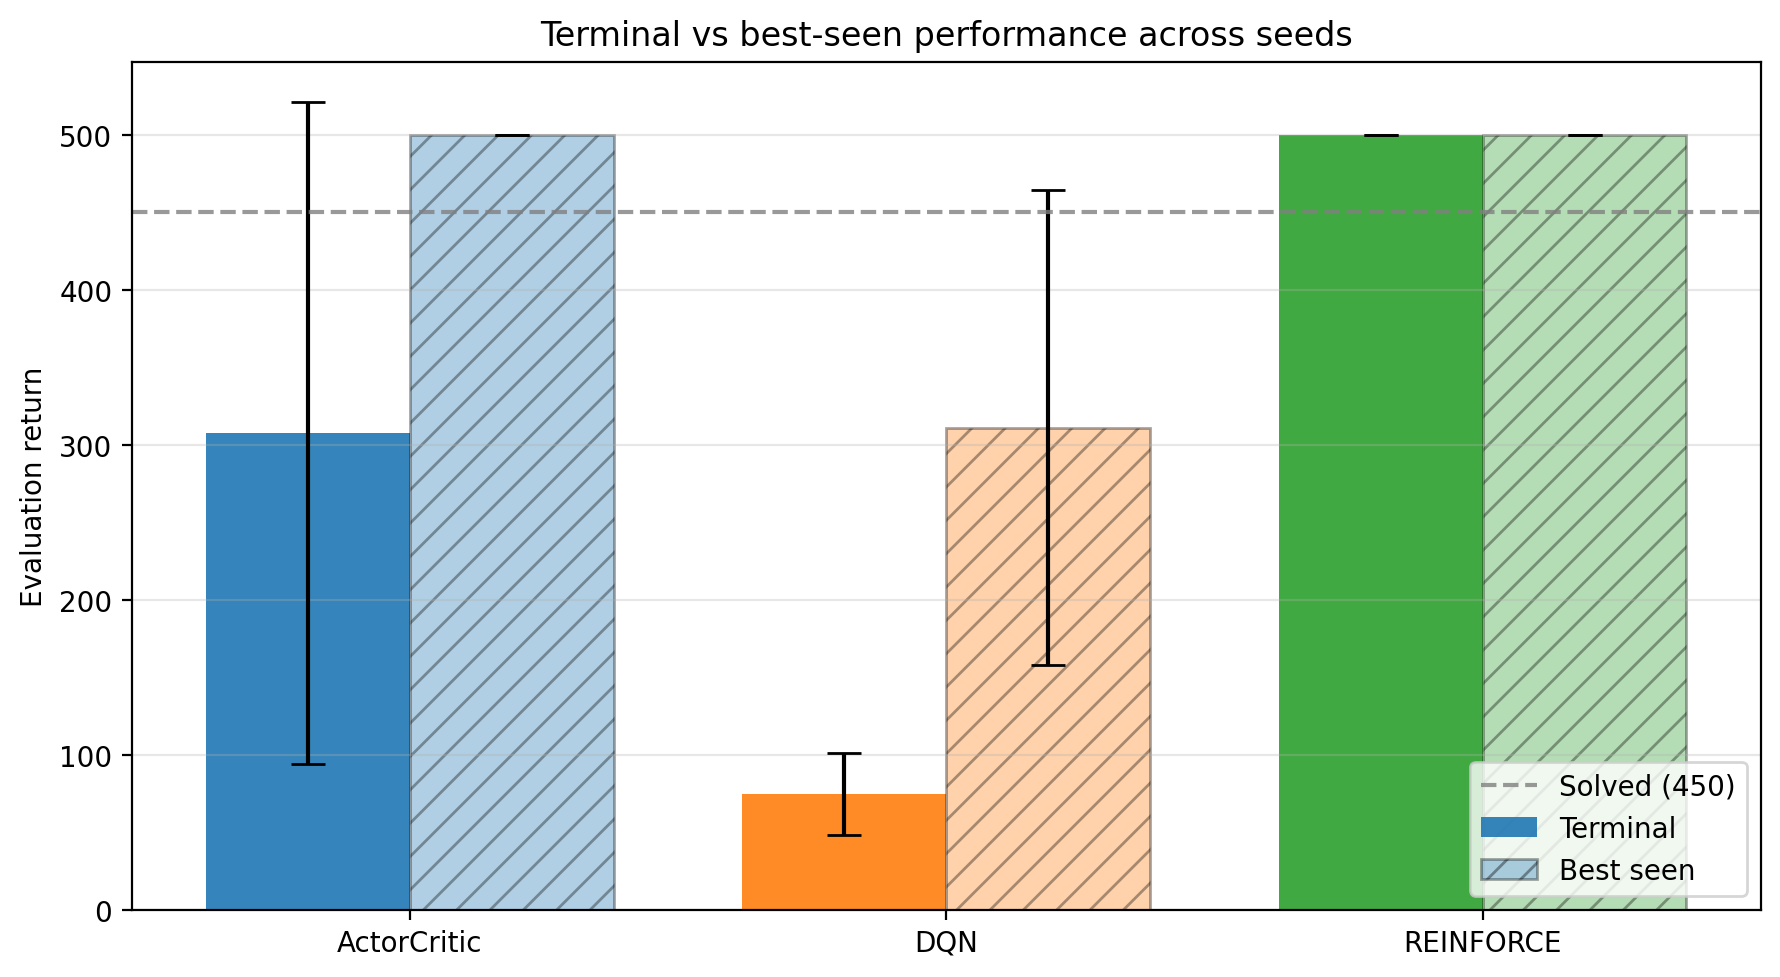 Terminal vs best-seen performance across seeds
Evaluation return
500
400
300
200
100
0
ActorCritic
DQN
REINFORCE
Solved (450)
Terminal
Best seen